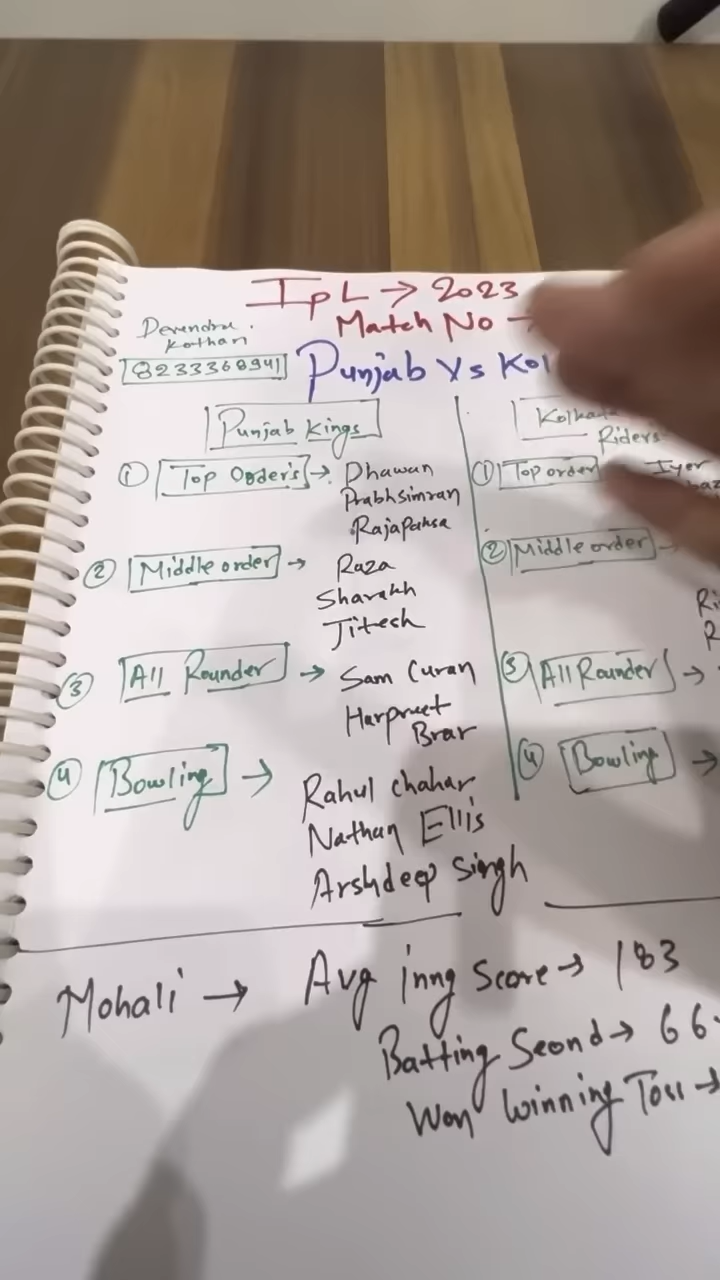 IPL → 2023
Match No →
Devendra
Kothari
8233368941
Punjab Vs Kol
Punjab Kings
① Top Order's → Dhawan
Prabhsimran
Rajapaksa
② Middle order → Raza
Sharukh
Jitesh
③ All Rounder → Sam Curan
Harpreet
Brar
④ Bowling → Rahul Chahar
Nathan Ellis
Arshdeep Singh
Riders
① Top order Iyer
② Middle order →
③ All Rounder →
④ Bowling →
Mohali → Avg inng Score → 183
Batting Seond → 66
Won Winning Toss →